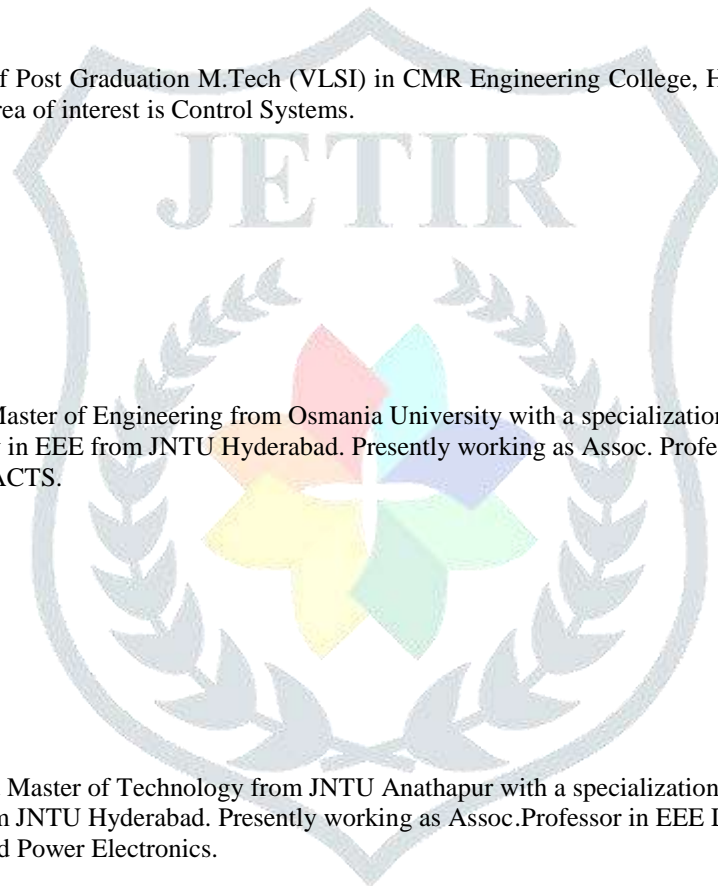 f Post Graduation M.Tech (VLSI) in CMR Engineering College, H
rea of interest is Control Systems.
JETIR
Master of Engineering from Osmania University with a specialization
y in EEE from JNTU Hyderabad. Presently working as Assoc. Profe
ACTS.
Master of Technology from JNTU Anathapur with a specialization
m JNTU Hyderabad. Presently working as Assoc.Professor in EEE
d Power Electronics.